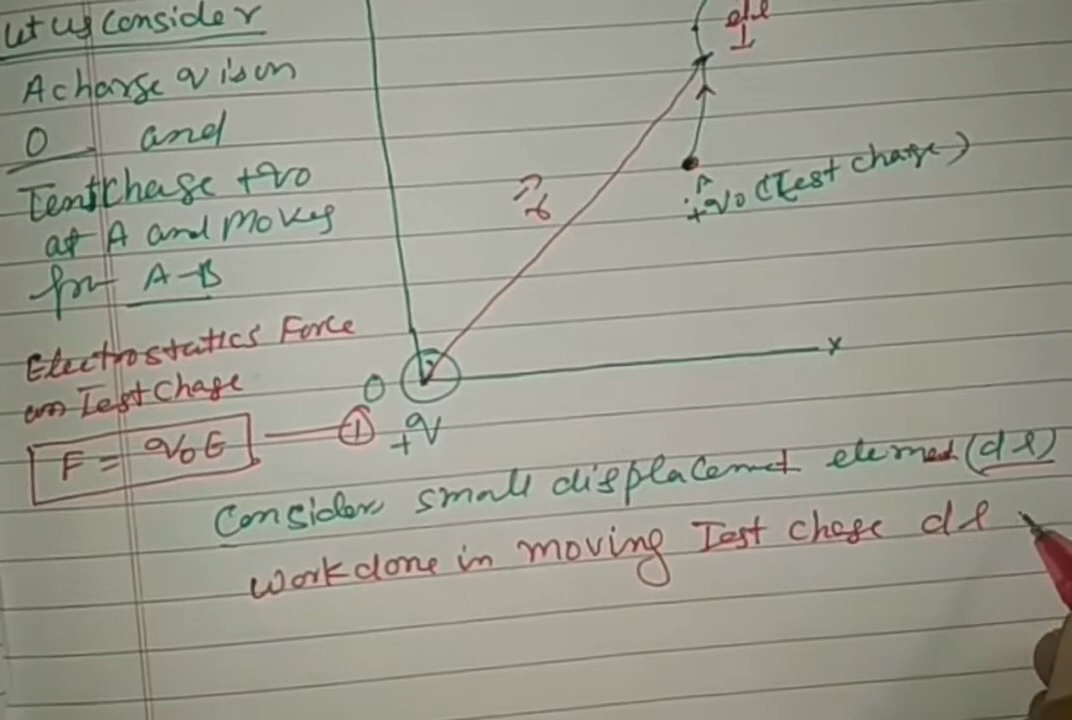 Let us Consider
A charge q is on
O and
Test Charge +q0
at A and Moves
from A-B
Electrostatics Force
on Test Charge
F = q0E —— 1
dl
r
+q0 (Test charge)
x
O
+q
Consider small displacement element (dl)
work done in moving Test charge dl